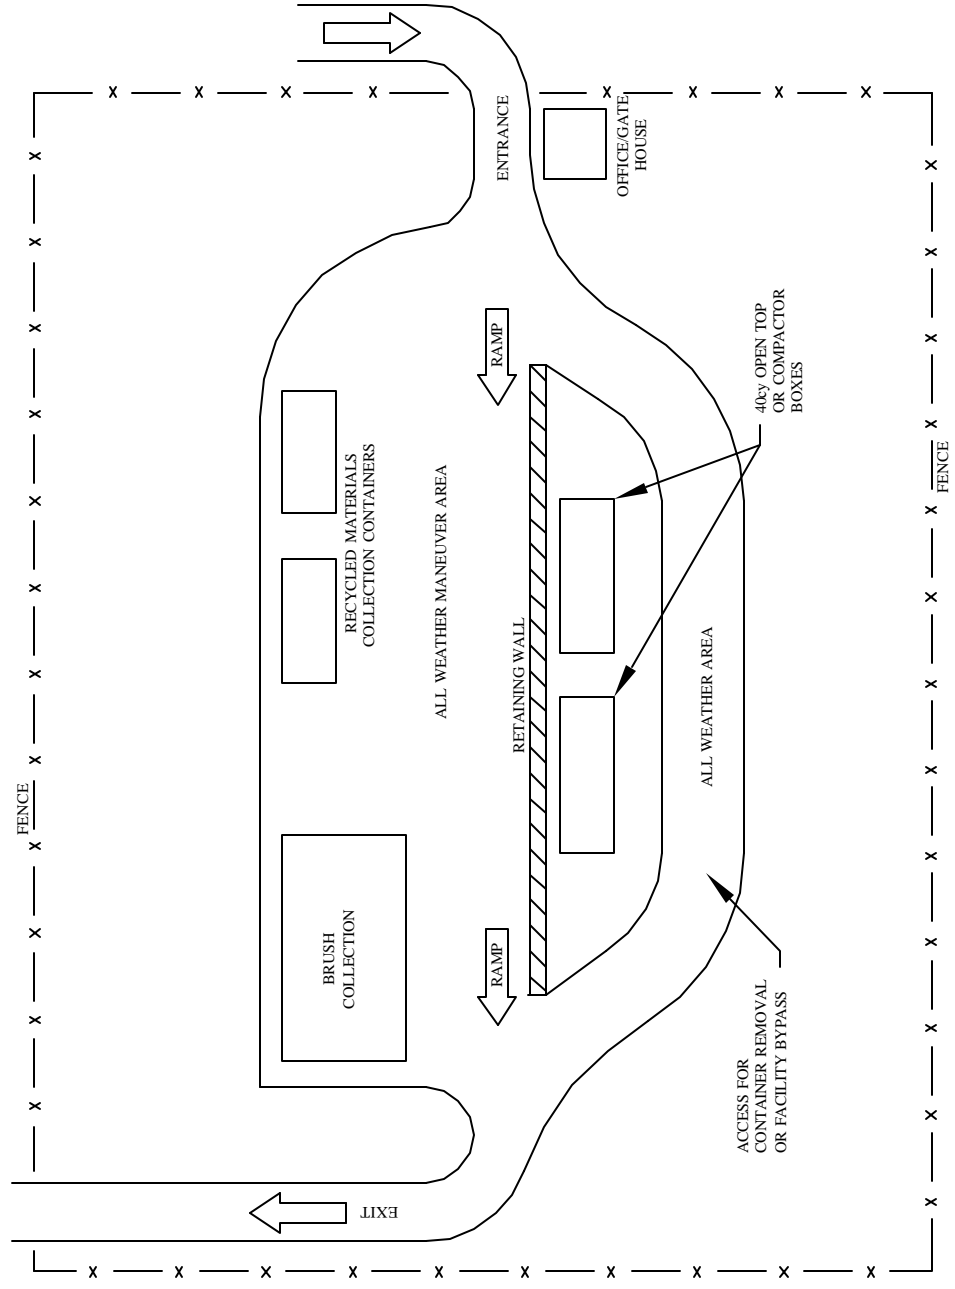 ENTRANCE
OFFICE/GATE
HOUSE
RAMP
40cy OPEN TOP
OR COMPACTOR
BOXES
FENCE
RECYCLED MATERIALS
COLLECTION CONTAINERS
ALL WEATHER MANEUVER AREA
RETAINING WALL
ALL WEATHER AREA
FENCE
BRUSH
COLLECTION
RAMP
ACCESS FOR
CONTAINER REMOVAL
OR FACILITY BYPASS
EXIT